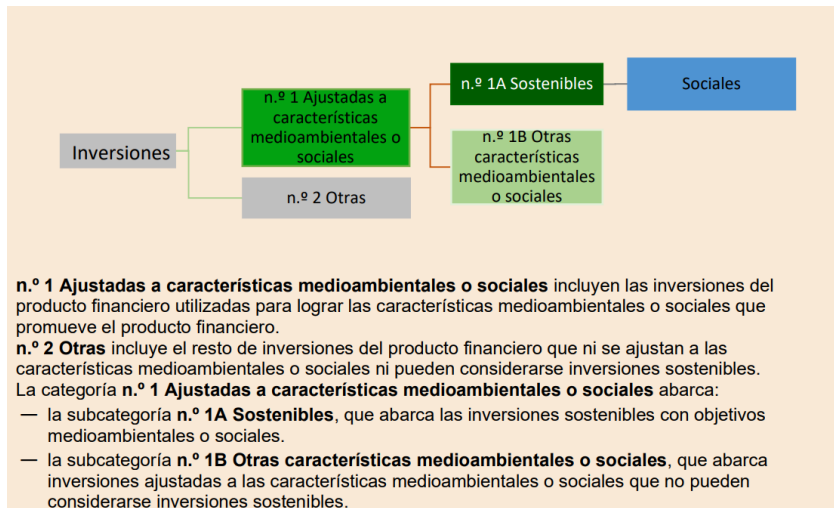 Inversiones
n.º 1 Ajustadas a
características
medioambientales o
sociales
n.º 2 Otras
n.º 1A Sostenibles
n.º 1B Otras
características
medioambientales
o sociales
Sociales
n.º 1 Ajustadas a características medioambientales o sociales incluyen las inversiones del
producto financiero utilizadas para lograr las características medioambientales o sociales que
promueve el producto financiero.
n.º 2 Otras incluye el resto de inversiones del producto financiero que ni se ajustan a las
características medioambientales o sociales ni pueden considerarse inversiones sostenibles.
La categoría n.º 1 Ajustadas a características medioambientales o sociales abarca:
— la subcategoría n.º 1A Sostenibles, que abarca las inversiones sostenibles con objetivos
medioambientales o sociales.
— la subcategoría n.º 1B Otras características medioambientales o sociales, que abarca
inversiones ajustadas a las características medioambientales o sociales que no pueden
considerarse inversiones sostenibles.